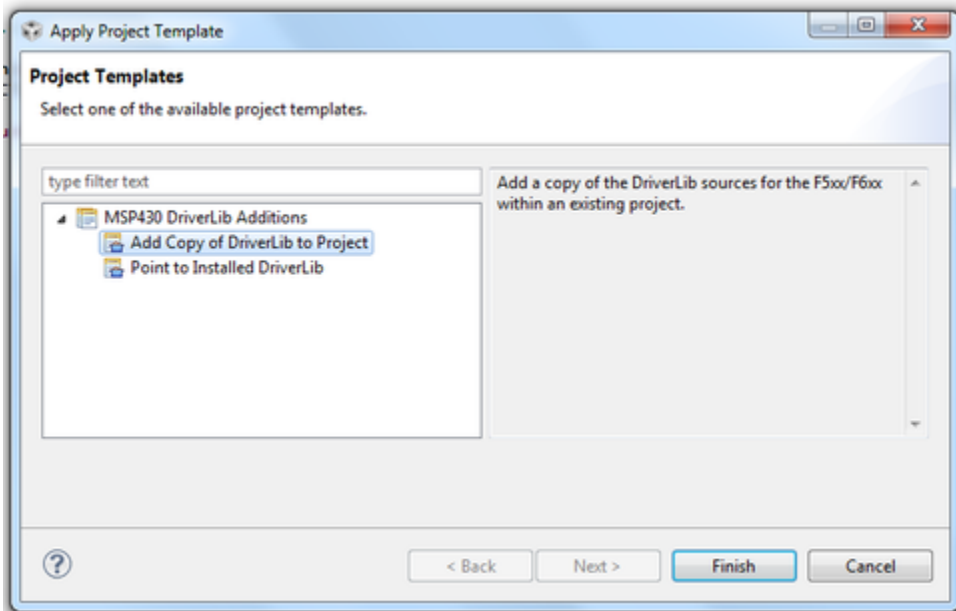 Apply Project Template
Project Templates
Select one of the available project templates.
type filter text
MSP430 DriverLib Additions
Add Copy of DriverLib to Project
Point to Installed DriverLib
Add a copy of the DriverLib sources for the F5xx/F6xx
within an existing project.
?
< Back
Next >
Finish
Cancel